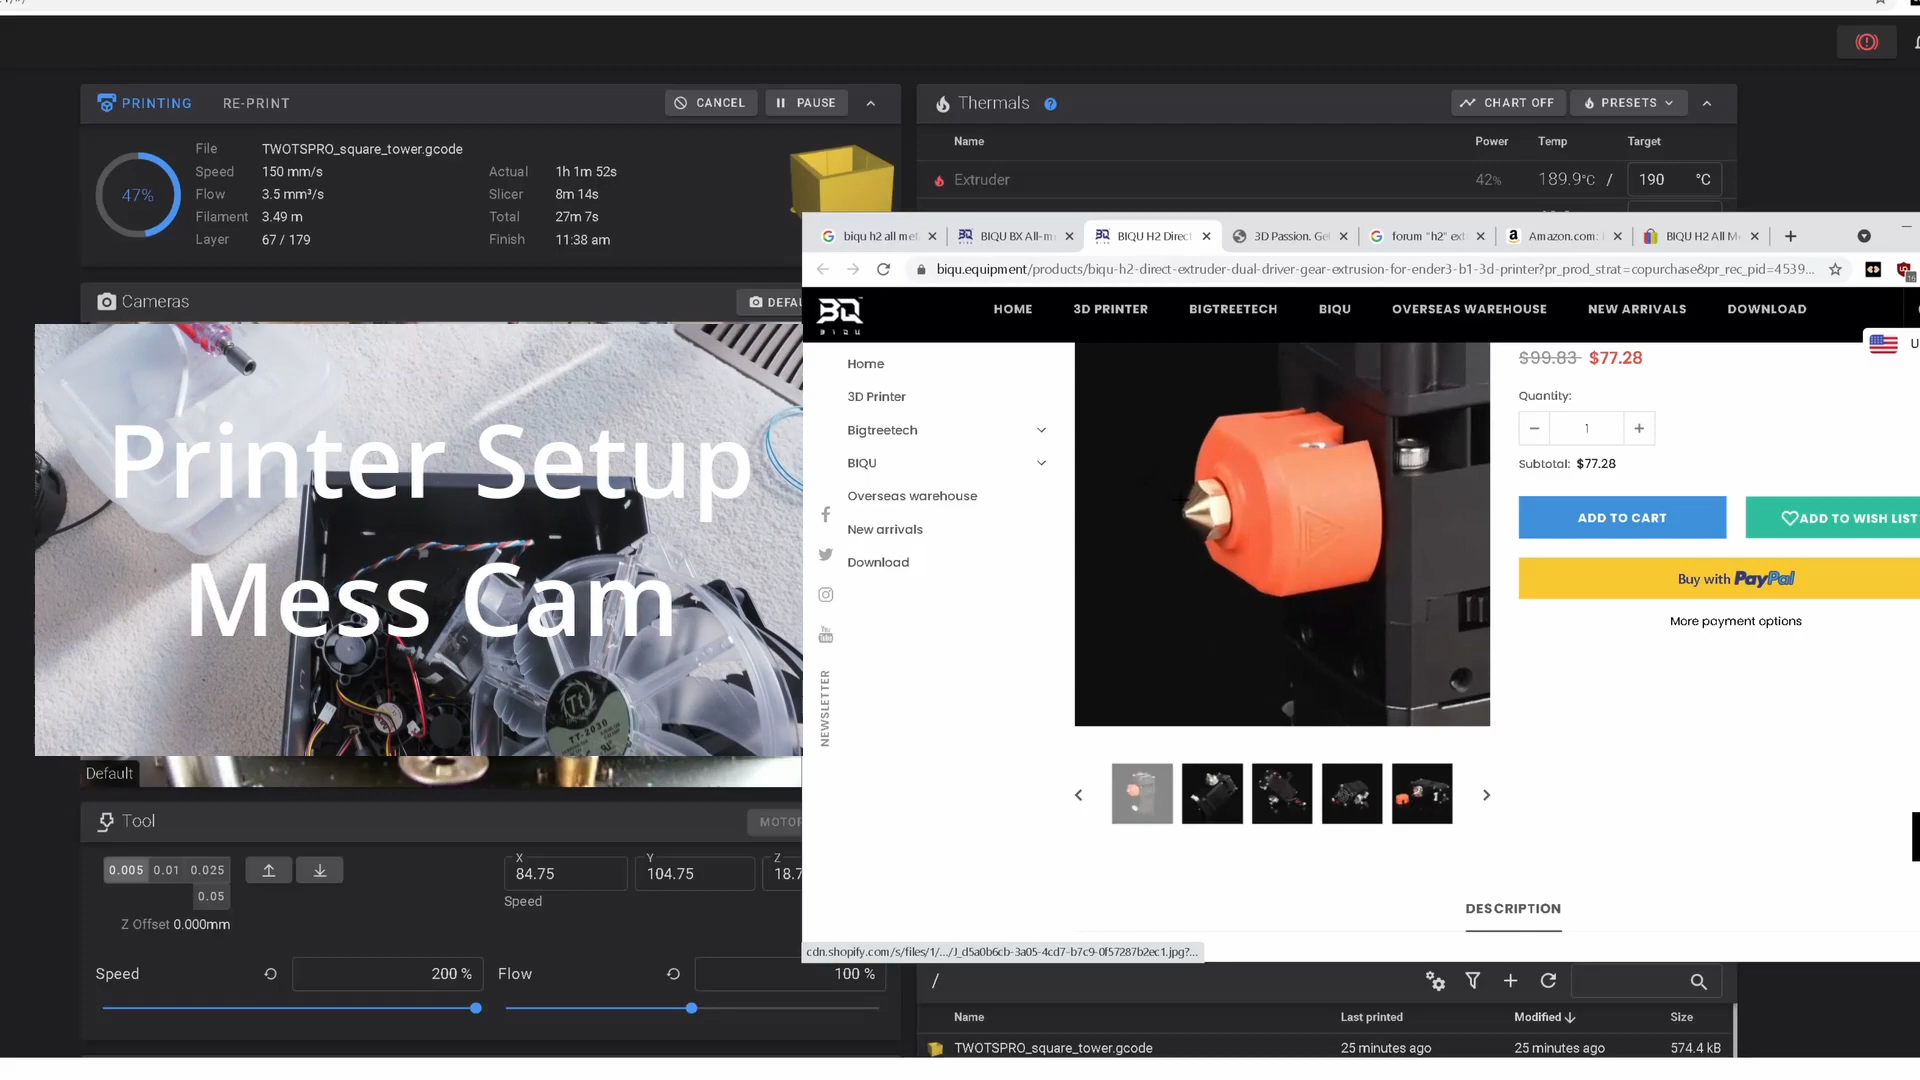 PRINTING RE-PRINT CANCEL PAUSE
47%
File TWOTSPRO_square_tower.gcode
Speed 150 mm/s Actual 1h 1m 52s
Flow 3.5 mm³/s Slicer 8m 14s
Filament 3.49 m Total 27m 7s
Layer 67 / 179 Finish 11:38 am
Thermals CHART OFF PRESETS
Name Power Temp Target
Extruder 42% 189.9°C / 190 °C
Cameras
Printer Setup
Mess Cam
TT-2030
Default
Tool
0.005 0.01 0.025
0.05
Z Offset 0.000mm
X Y Z
84.75 104.75 18.7
Speed
Speed 200 % Flow 100 %
biqu h2 all met BIQU BX All-m BIQU H2 Direct 3D Passion. Ge forum "h2" ext Amazon.com: BIQU H2 All M
biqu.equipment/products/biqu-h2-direct-extruder-dual-driver-gear-extrusion-for-ender3-b1-3d-printer?pr_prod_strat=copurchase&pr_rec_pid=4539...
BIQU
HOME 3D PRINTER BIGTREETECH BIQU OVERSEAS WAREHOUSE NEW ARRIVALS DOWNLOAD
Home
3D Printer
Bigtreetech
BIQU
Overseas warehouse
New arrivals
Download
NEWSLETTER
$99.83 $77.28
Quantity:
1
Subtotal: $77.28
ADD TO CART ADD TO WISH LIST
Buy with PayPal
More payment options
DESCRIPTION
cdn.shopify.com/s/files/1/.../J_d5a0b6cb-3a05-4cd7-b7c9-0f57287b2ec1.jpg?...
/
Name Last printed Modified Size
TWOTSPRO_square_tower.gcode 25 minutes ago 25 minutes ago 574.4 kB